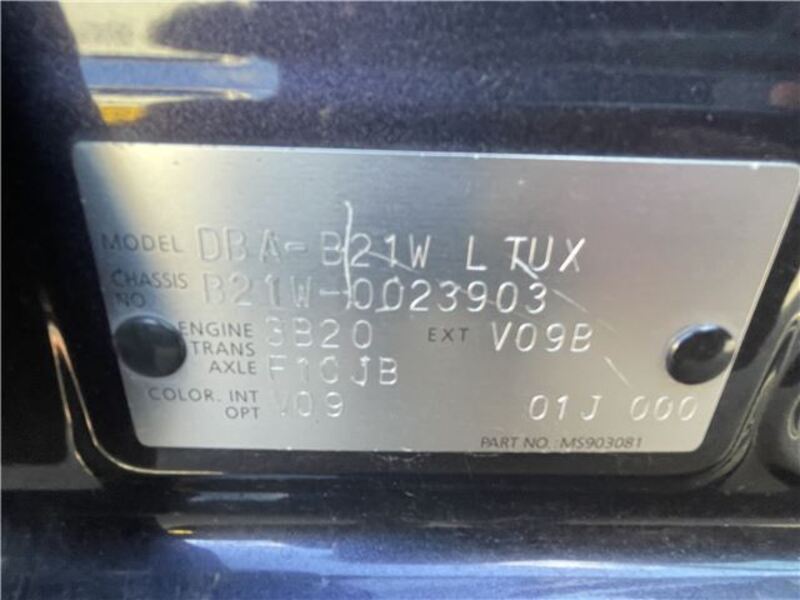 MODEL DBA-B21W LTUX
CHASSIS NO. B21W-0023903
ENGINE 3B20 EXT V09B
TRANS AXLE F1CJB
COLOR. INT OPT V09 01J 000
PART NO.: MS903081